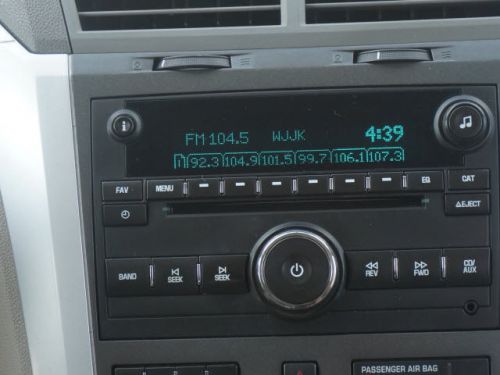 FM 104.5 WJJK 4:39
1 92.3 104.9 101.5 99.7 106.1 107.3
FAV MENU EQ CAT
EJECT
BAND SEEK SEEK REV FWD CD/
AUX
PASSENGER AIR BAG